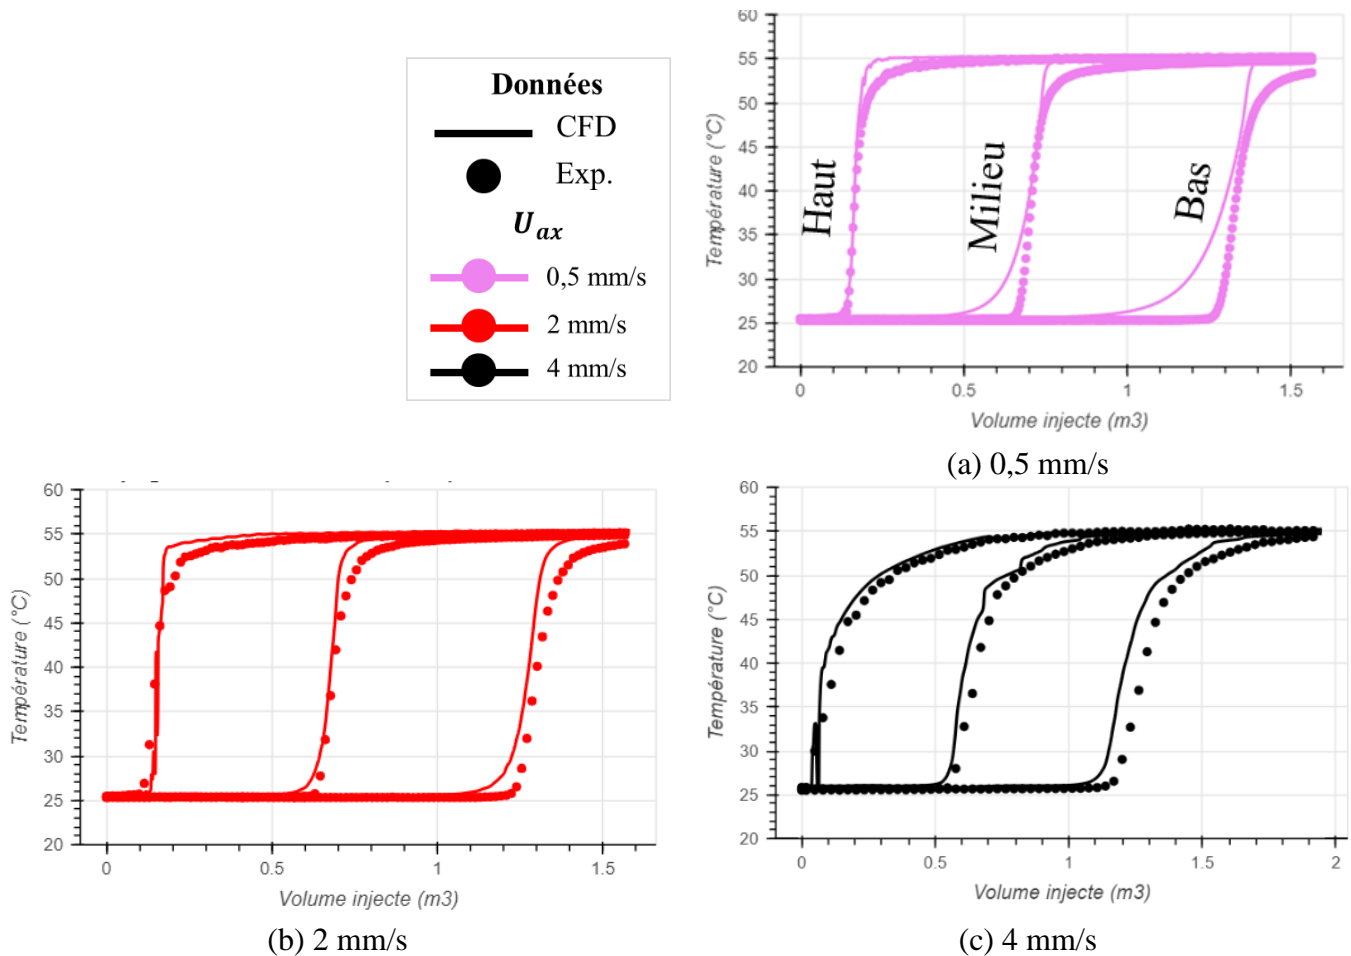 Données
CFD
Exp.
U_ax
0,5 mm/s
2 mm/s
4 mm/s
60
55
50
45
40
35
30
25
20
Température (°C)
Haut
Milieu
Bas
0
0.5
1
1.5
Volume injecte (m3)
(a) 0,5 mm/s
60
55
50
45
40
35
30
25
20
Température (°C)
0
0.5
1
1.5
Volume injecte (m3)
(b) 2 mm/s
60
55
50
45
40
35
30
25
20
Température (°C)
0
0.5
1
1.5
2
Volume injecte (m3)
(c) 4 mm/s